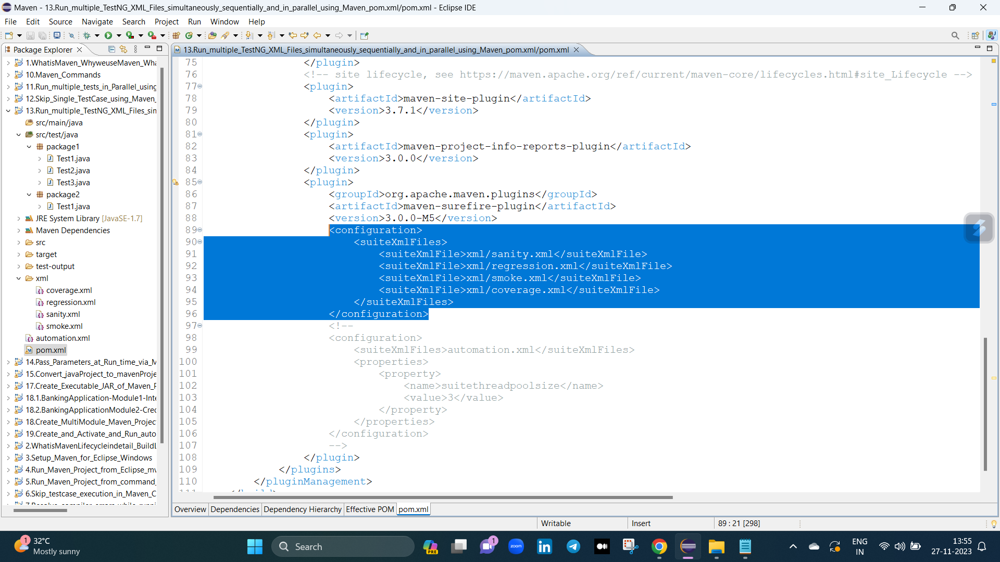 Maven - 13.Run_multiple_TestNG_XML_Files_simultaneously_sequentially_and_in_parallel_using_Maven_pom.xml/pom.xml - Eclipse IDE
File Edit Source Navigate Search Project Run Window Help
Package Explorer
1.WhatisMaven_WhyweuseMaven_Wha
10.Maven_Commands
11.Run_multiple_tests_in_Parallel_using
12.Skip_Single_TestCase_using_Maven_
13.Run_multiple_TestNG_XML_Files_sin
src/main/java
src/test/java
package1
Test1.java
Test2.java
Test3.java
package2
Test1.java
JRE System Library [JavaSE-1.7]
Maven Dependencies
src
target
test-output
xml
coverage.xml
regression.xml
sanity.xml
smoke.xml
automation.xml
pom.xml
14.Pass_Parameters_at_Run_time_via_M
15.Convert_javaProject_to_mavenProje
17.Create_Executable_JAR_of_Maven_P
18.1.BankingApplication-Module1-Inte
18.2.BankingApplicationModule2-Crec
18.Create_MultiModule_Maven_Project
19.Create_and_Activate_and_Run_auto
2.WhatisMavenLifecycleindetail_BuildL
3.Setup_Maven_for_Eclipse_Windows
4.Run_Maven_Project_from_Eclipse_mv
5.Run_Maven_Project_from_command_
6.Skip_testcase_execution_in_Maven_C
13.Run_multiple_TestNG_XML_Files_simultaneously_sequentially_and_in_parallel_using_Maven_pom.xml/pom.xml
75 </plugin>
76 <!-- site lifecycle, see https://maven.apache.org/ref/current/maven-core/lifecycles.html#site_Lifecycle -->
77 <plugin>
78 <artifactId>maven-site-plugin</artifactId>
79 <version>3.7.1</version>
80 </plugin>
81 <plugin>
82 <artifactId>maven-project-info-reports-plugin</artifactId>
83 <version>3.0.0</version>
84 </plugin>
85 <plugin>
86 <groupId>org.apache.maven.plugins</groupId>
87 <artifactId>maven-surefire-plugin</artifactId>
88 <version>3.0.0-M5</version>
89 <configuration>
90 <suiteXmlFiles>
91 <suiteXmlFile>xml/sanity.xml</suiteXmlFile>
92 <suiteXmlFile>xml/regression.xml</suiteXmlFile>
93 <suiteXmlFile>xml/smoke.xml</suiteXmlFile>
94 <suiteXmlFile>xml/coverage.xml</suiteXmlFile>
95 </suiteXmlFiles>
96 </configuration>
97 <!--
98 <configuration>
99 <suiteXmlFiles>automation.xml</suiteXmlFiles>
100 <properties>
101 <property>
102 <name>suitethreadpoolsize</name>
103 <value>3</value>
104 </property>
105 </properties>
106 </configuration>
107 -->
108 </plugin>
109 </plugins>
110 </pluginManagement>
Overview Dependencies Dependency Hierarchy Effective POM pom.xml
Writable Insert 89 : 21 [298]
1
32°C
Mostly sunny
Search
PRE
1
zoom
in
ENG
IN
13:55
27-11-2023